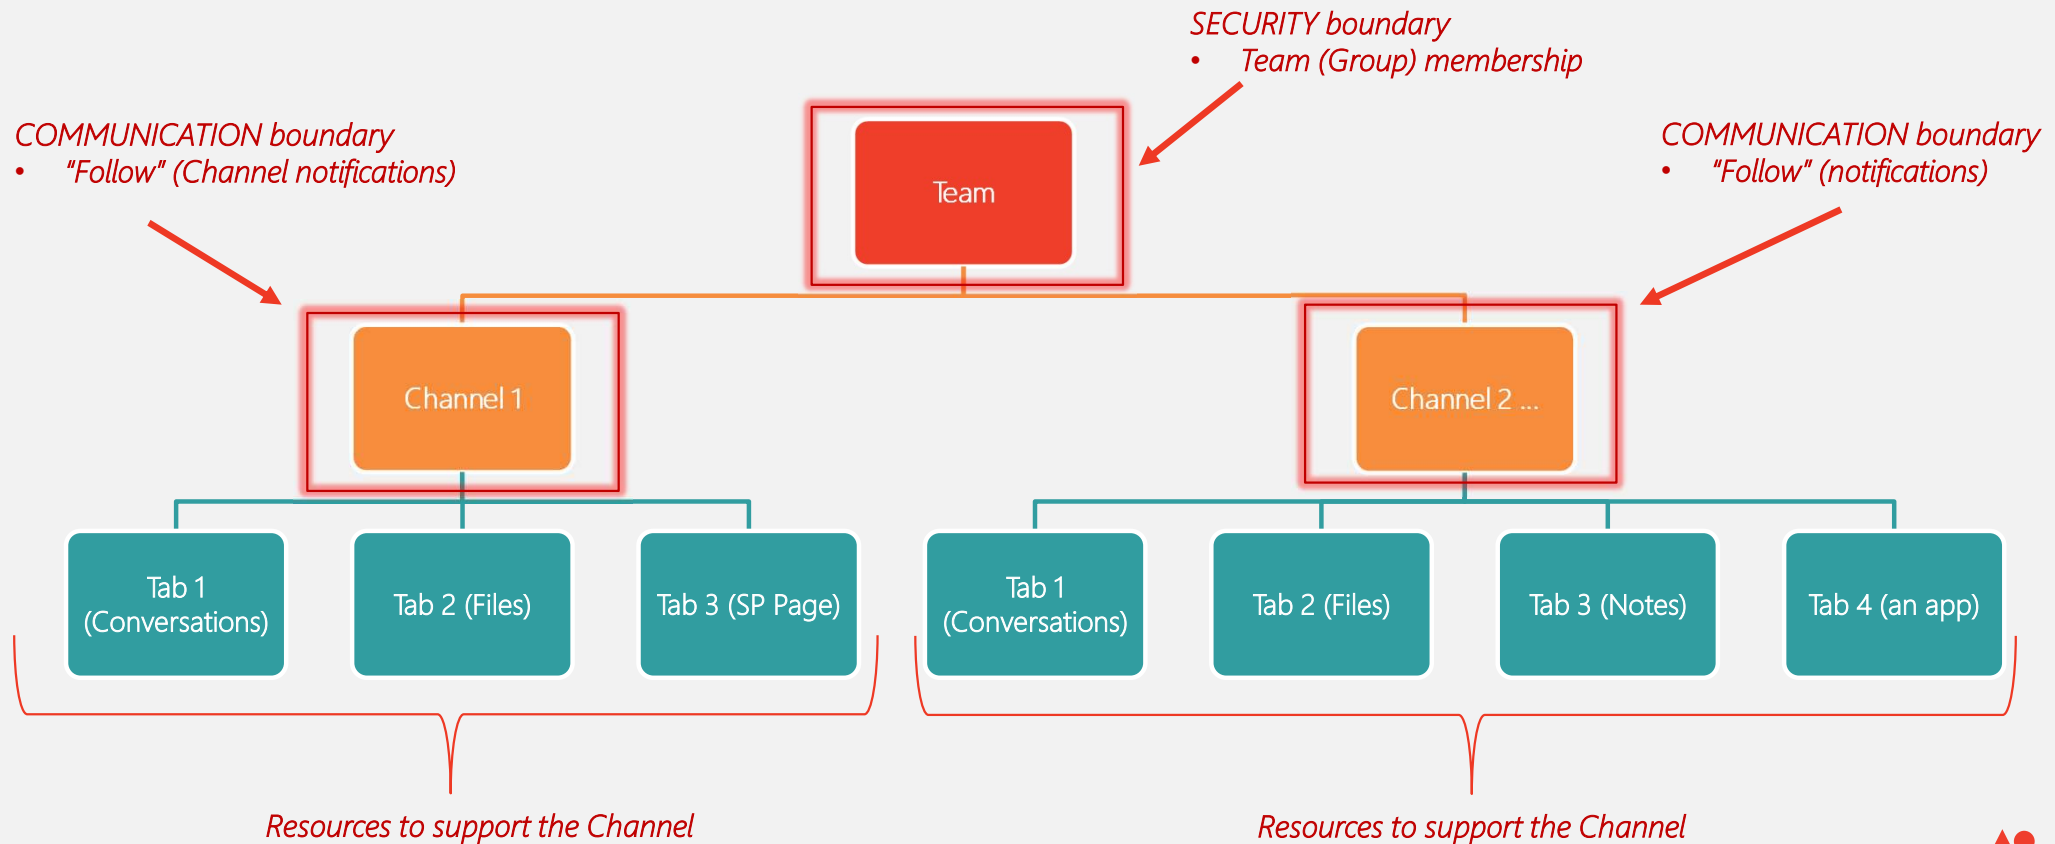 SECURITY boundary
• Team (Group) membership
COMMUNICATION boundary
• "Follow" (Channel notifications)
COMMUNICATION boundary
• "Follow" (notifications)
Team
Channel 1
Channel 2 ...
Tab 1
(Conversations)
Tab 2 (Files)
Tab 3 (SP Page)
Tab 1
(Conversations)
Tab 2 (Files)
Tab 3 (Notes)
Tab 4 (an app)
Resources to support the Channel
Resources to support the Channel